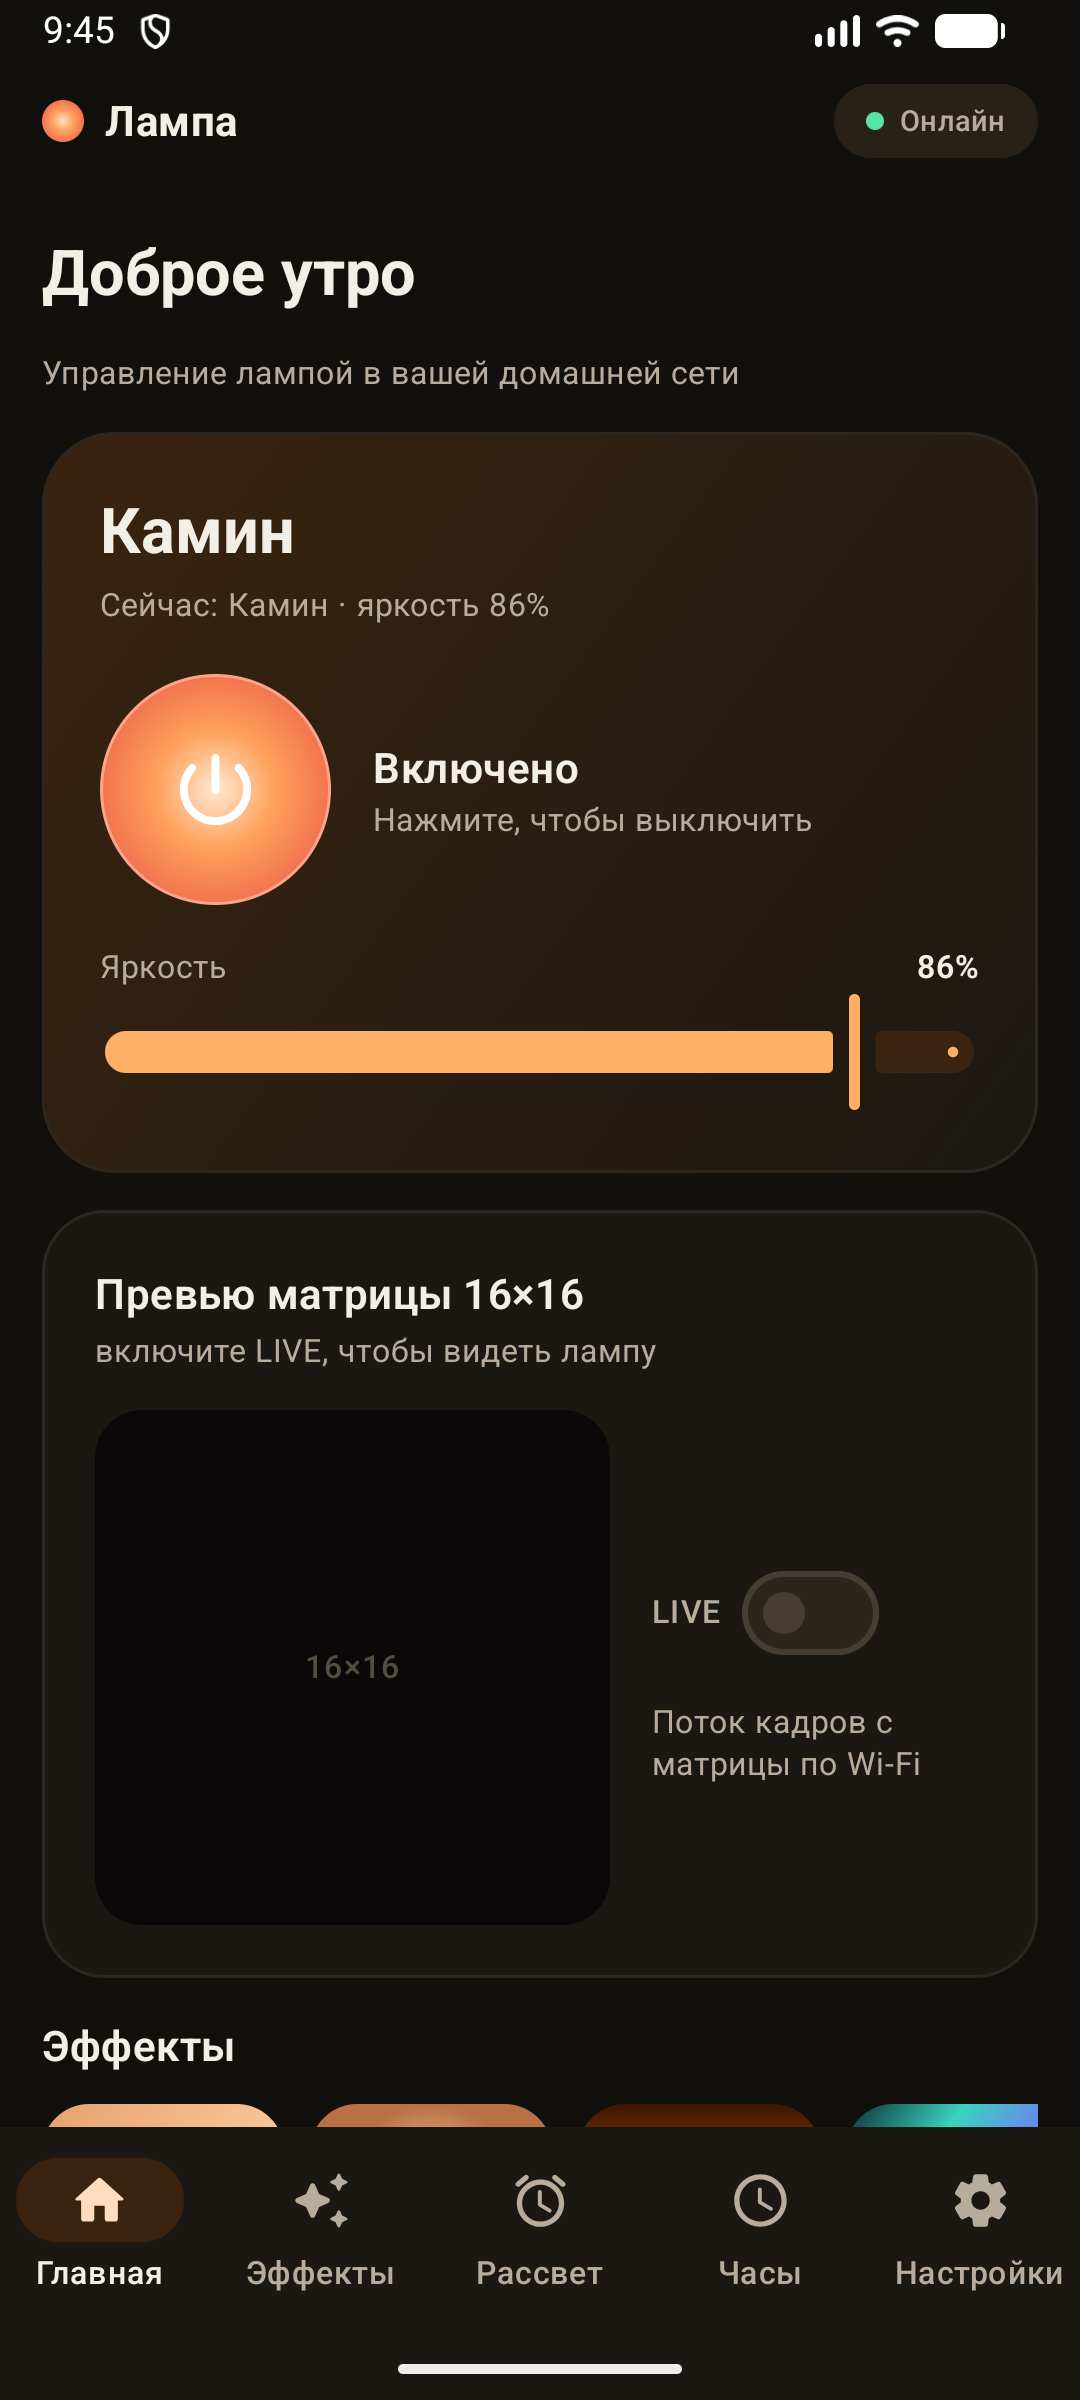 9:45
Лампа
Онлайн
Доброе утро
Управление лампой в вашей домашней сети
Камин
Сейчас: Камин · яркость 86%
Включено
Нажмите, чтобы выключить
Яркость
86%
Превью матрицы 16×16
включите LIVE, чтобы видеть лампу
16×16
LIVE
Поток кадров с
матрицы по Wi-Fi
Эффекты
Главная
Эффекты
Рассвет
Часы
Настройки